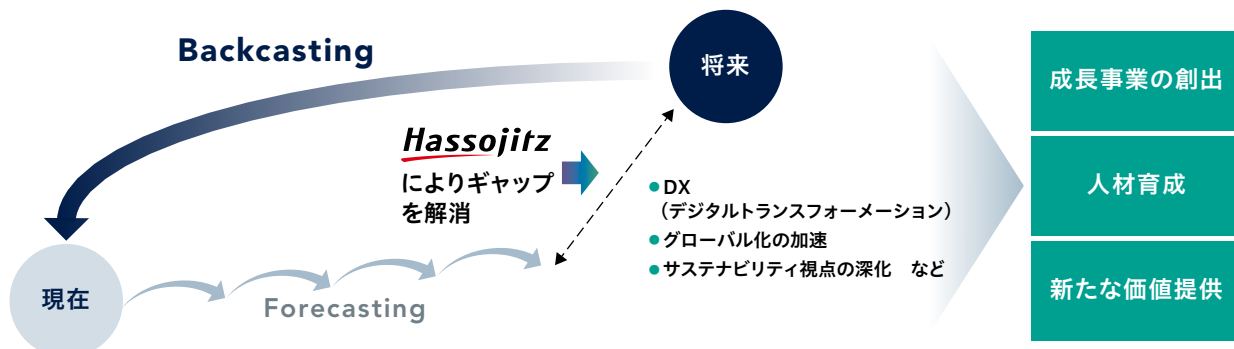 Backcasting
将来
Hassojitz
によりギャップ
を解消
現在
Forecasting
●DX
（デジタルトランスフォーメーション）
●グローバル化の加速
●サステナビリティ視点の深化　など
成長事業の創出
人材育成
新たな価値提供